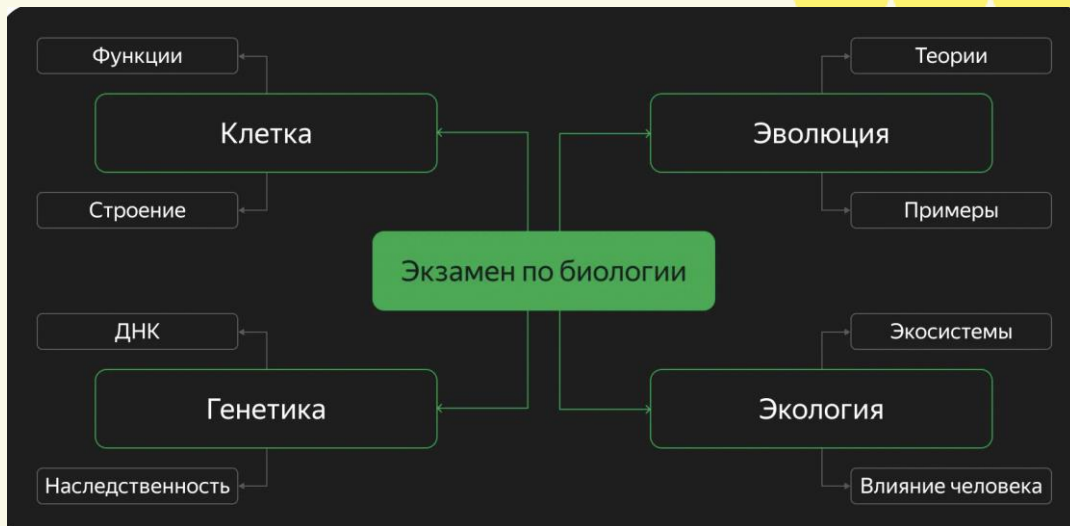 Функции
Клетка
Строение
Теории
Эволюция
Примеры
Экзамен по биологии
ДНК
Генетика
Наследственность
Экосистемы
Экология
Влияние человека